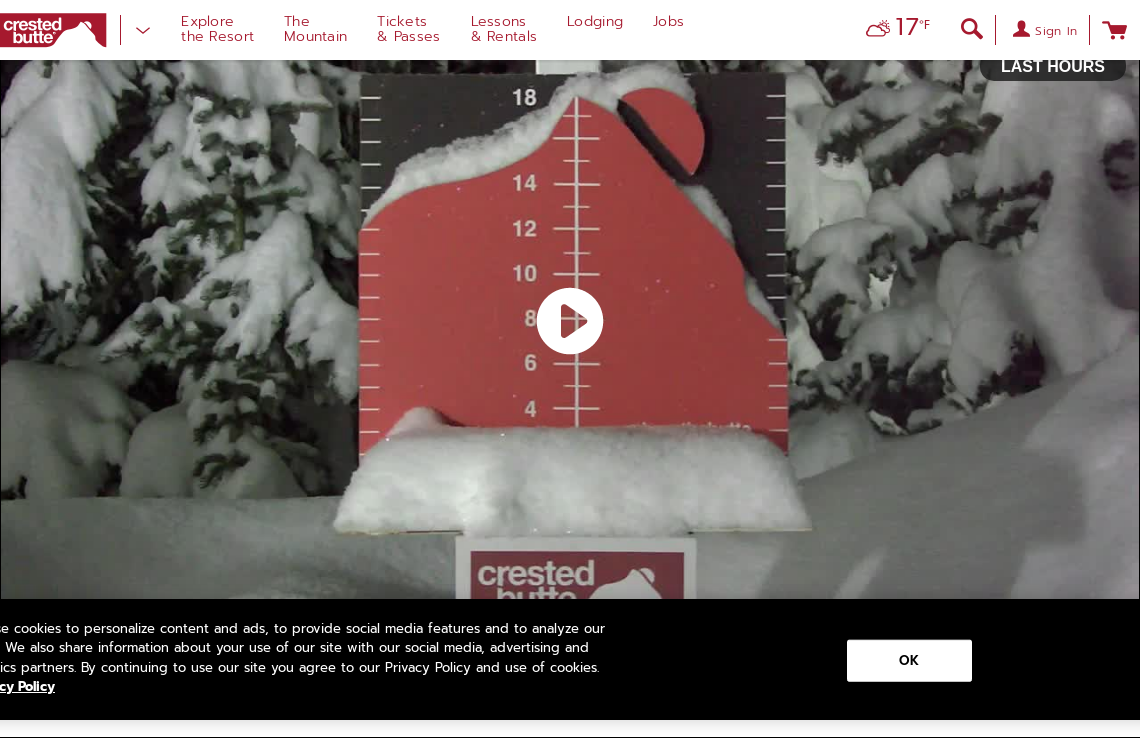 crested
butte
Explore
the Resort
The
Mountain
Tickets
& Passes
Lessons
& Rentals
Lodging
Jobs
17°F
Sign In
LAST HOURS
18
14
12
10
8
6
4
crested
butte
se cookies to personalize content and ads, to provide social media features and to analyze our
We also share information about your use of our site with our social media, advertising and
ics partners. By continuing to use our site you agree to our Privacy Policy and use of cookies.
cy Policy
OK